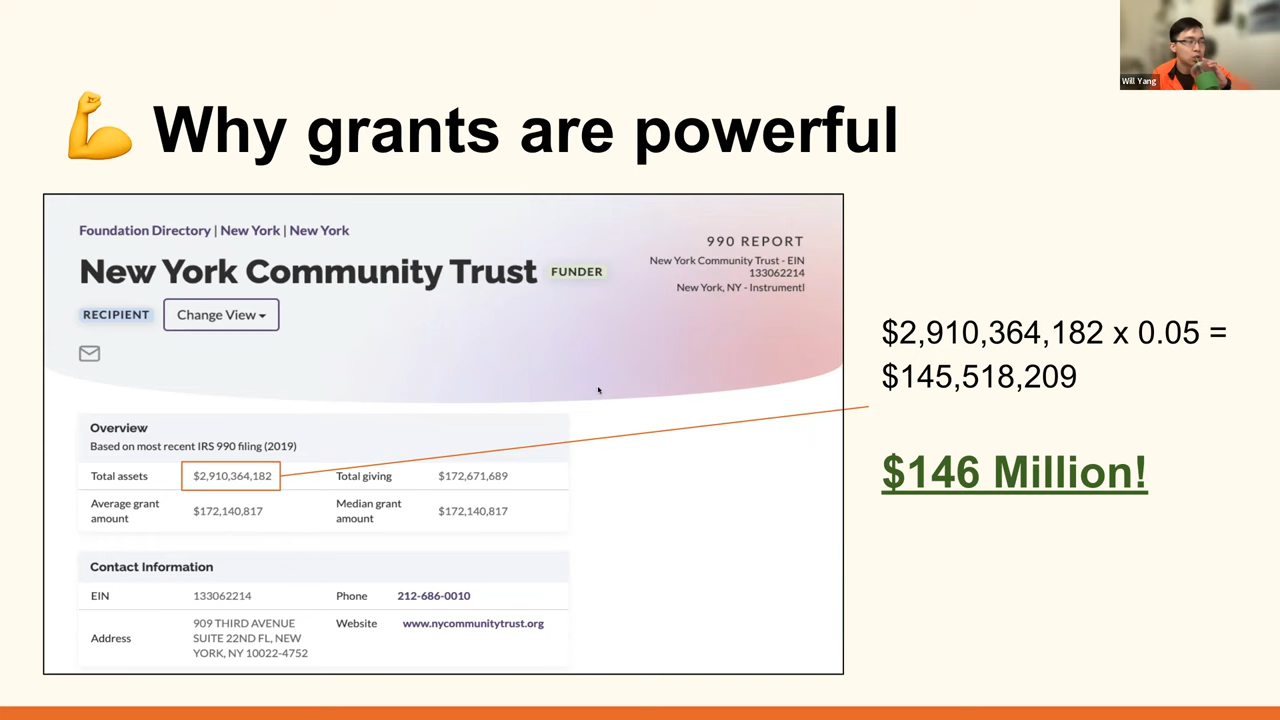 Will Yang
💪 Why grants are powerful
Foundation Directory | New York | New York
New York Community Trust FUNDER
RECIPIENT Change View
990 REPORT
New York Community Trust - EIN
133062214
New York, NY - Instrumentl
Overview
Based on most recent IRS 990 filing (2019)
Total assets $2,910,364,182 Total giving $172,671,689
Average grant
amount
$172,140,817
Median grant
amount
$172,140,817
Contact Information
EIN 133062214 Phone 212-686-0010
Address
909 THIRD AVENUE
SUITE 22ND FL, NEW
YORK, NY 10022-4752
Website www.nycommunitytrust.org
$2,910,364,182 x 0.05 =
$145,518,209
$146 Million!